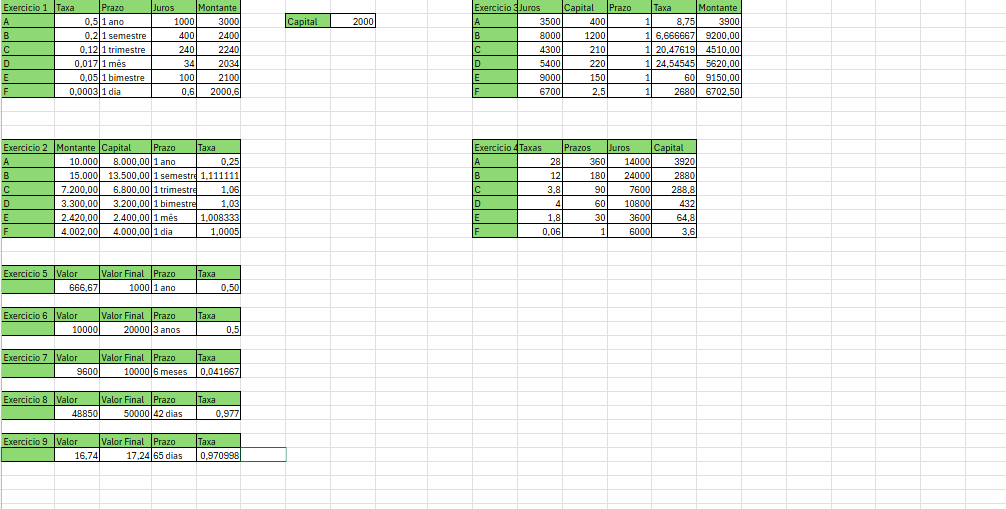 Exercicio 1 Taxa Prazo Juros Montante
A 0,5 1 ano 1000 3000
B 0,2 1 semestre 400 2400
C 0,12 1 trimestre 240 2240
D 0,017 1 mês 34 2034
E 0,05 1 bimestre 100 2100
F 0,0003 1 dia 0,6 2000,6
Capital 2000
Exercicio 3 Juros Capital Prazo Taxa Montante
A 3500 400 1 8,75 3900
B 8000 1200 1 6,666667 9200,00
C 4300 210 1 20,47619 4510,00
D 5400 220 1 24,54545 5620,00
E 9000 150 1 60 9150,00
F 6700 2,5 1 2680 6702,50
Exercicio 2 Montante Capital Prazo Taxa
A 10.000 8.000,00 1 ano 0,25
B 15.000 13.500,00 1 semestre 1,111111
C 7.200,00 6.800,00 1 trimestre 1,06
D 3.300,00 3.200,00 1 bimestre 1,03
E 2.420,00 2.400,00 1 mês 1,008333
F 4.002,00 4.000,00 1 dia 1,0005
Exercicio 4 Taxas Prazos Juros Capital
A 28 360 14000 3920
B 12 180 24000 2880
C 3,8 90 7600 288,8
D 4 60 10800 432
E 1,8 30 3600 64,8
F 0,06 1 6000 3,6
Exercicio 5 Valor Valor Final Prazo Taxa
666,67 1000 1 ano 0,50
Exercicio 6 Valor Valor Final Prazo Taxa
10000 20000 3 anos 0,5
Exercicio 7 Valor Valor Final Prazo Taxa
9600 10000 6 meses 0,041667
Exercicio 8 Valor Valor Final Prazo Taxa
48850 50000 42 dias 0,977
Exercicio 9 Valor Valor Final Prazo Taxa
16,74 17,24 65 dias 0,970998